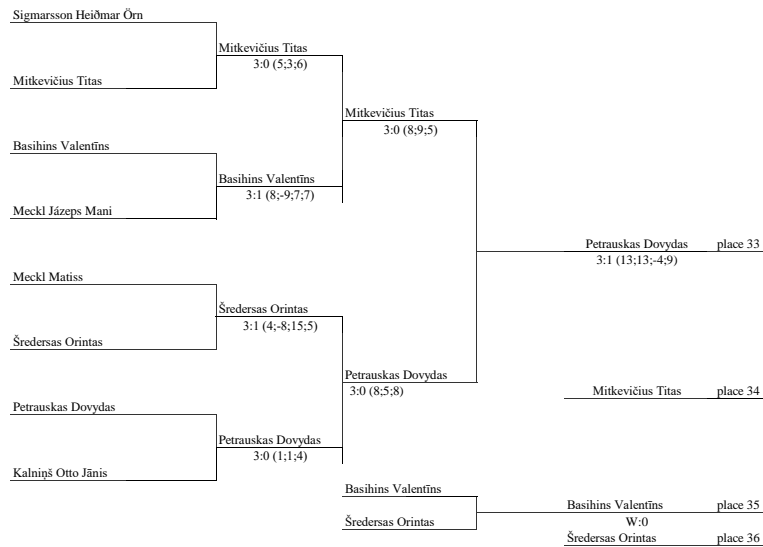 Sigmarsson Heiðmar Örn
Mitkevičius Titas
3:0 (5;3;6)
Mitkevičius Titas
Mitkevičius Titas
3:0 (8;9;5)
Basihins Valentīns
Basihins Valentīns
3:1 (8;-9;7;7)
Meckl Jázeps Mani
Petrauskas Dovydas place 33
3:1 (13;13;-4;9)
Meckl Matiss
Šredersas Orintas
3:1 (4;-8;15;5)
Šredersas Orintas
Petrauskas Dovydas
3:0 (8;5;8)
Mitkevičius Titas place 34
Petrauskas Dovydas
Petrauskas Dovydas
3:0 (1;1;4)
Kalniņš Otto Jānis
Basihins Valentīns
Basihins Valentīns place 35
W:0
Šredersas Orintas
Šredersas Orintas place 36